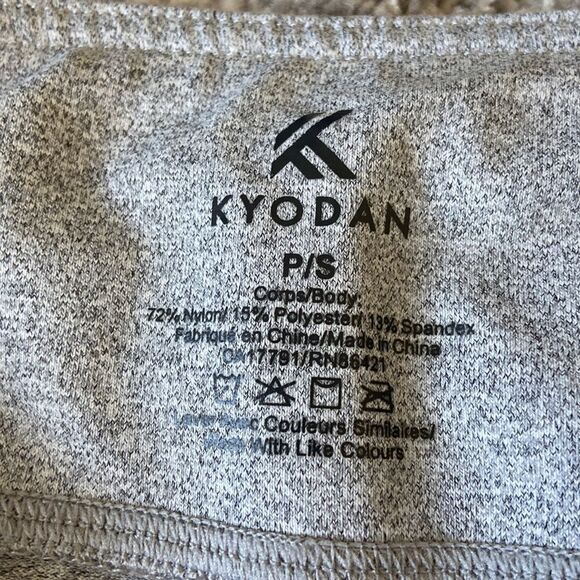 KYODAN
P/S
Corps/Body:
72% Nylon/ 15% Polyester/ 13% Spandex
Fabriqué en Chine/Made in China
CA17791/RN86421
Couleurs Similaires/
With Like Colours